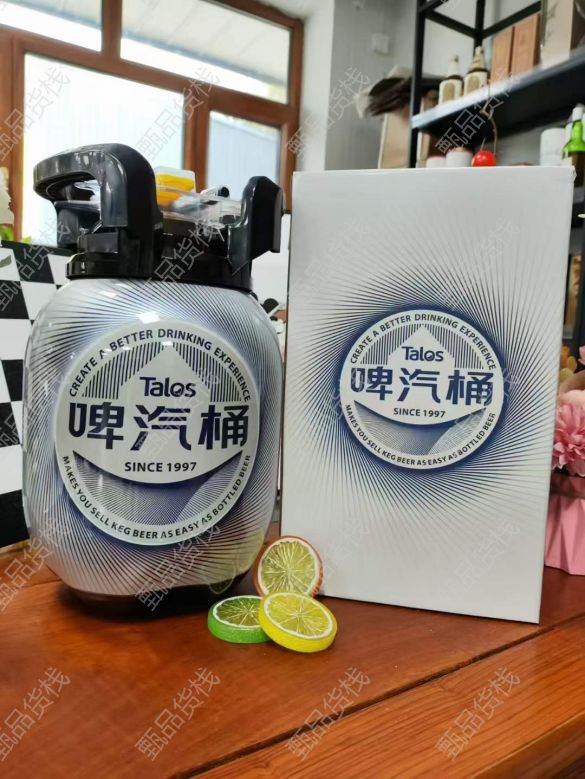 CREATE A BETTER DRINKING EXPERIENCE
Talos
啤汽桶
SINCE 1997
MAKES YOU SELL KEG BEER AS EASY AS BOTTLED BEER
CREATE A BETTER DRINKING EXPERIENCE
Talos
啤汽桶
SINCE 1997
MAKES YOU SELL KEG BEER AS EASY AS BOTTLED BEER
甄品货栈